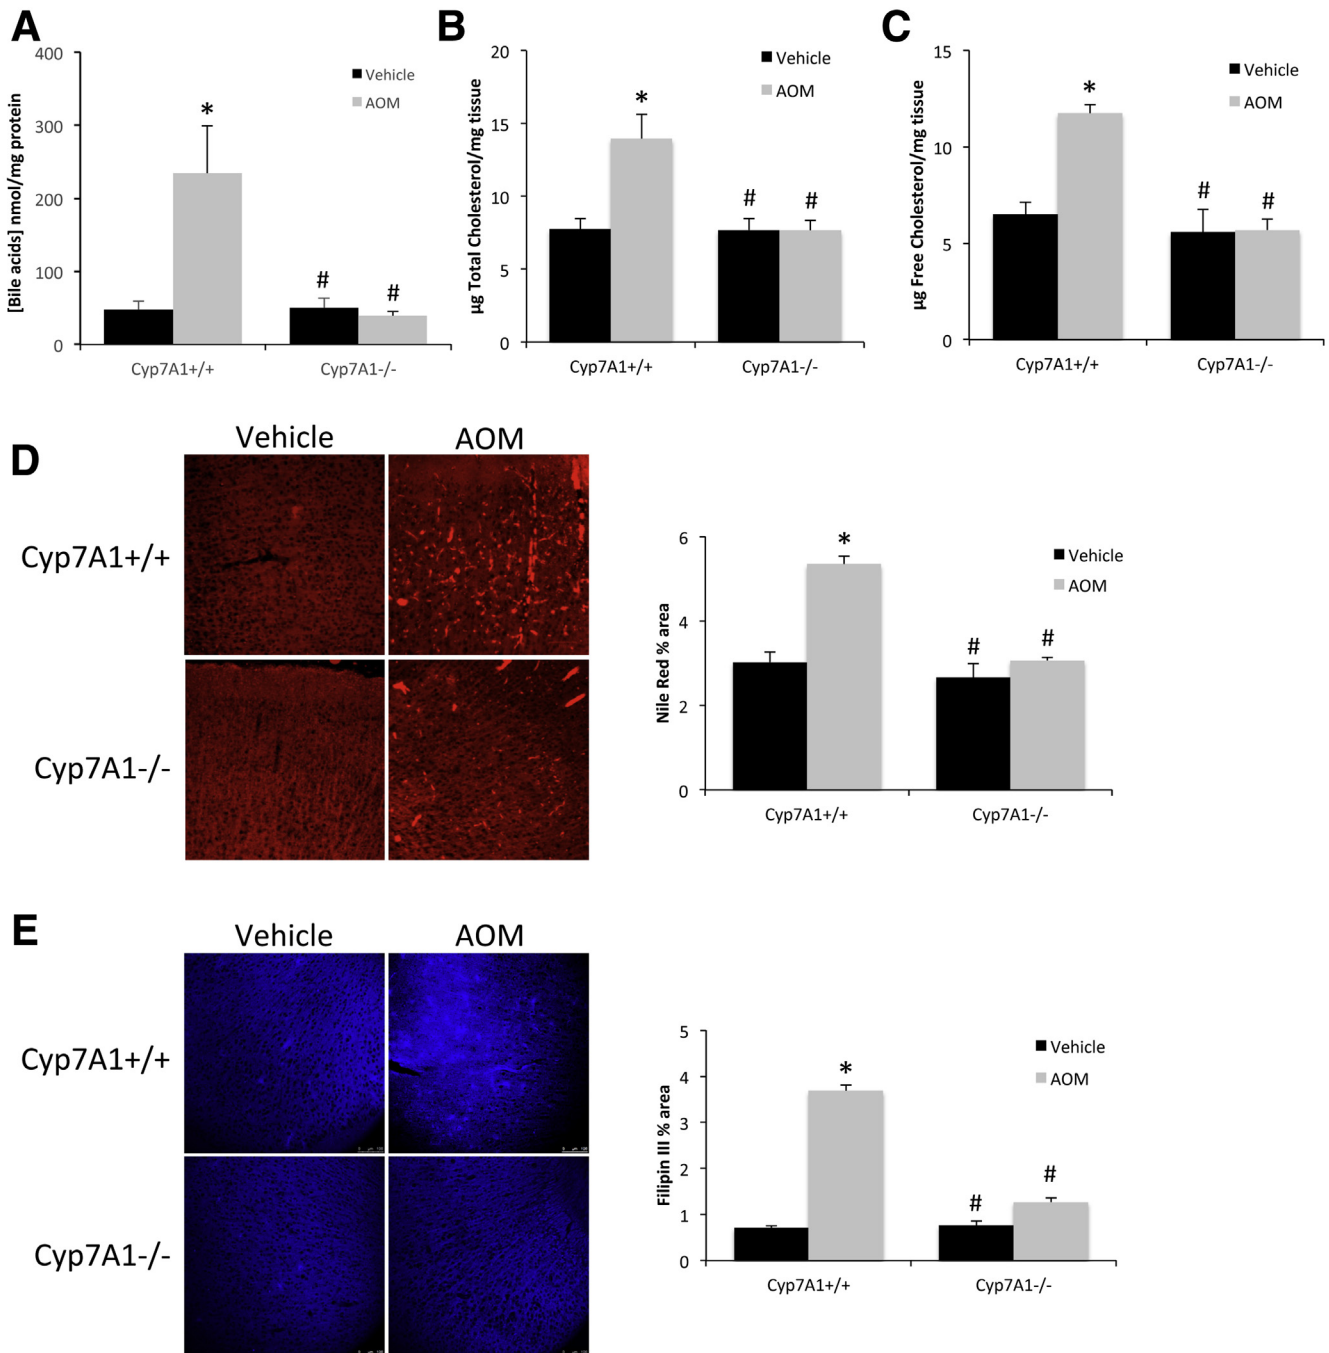 A
[Bile acids] nmol/mg protein
400
300
200
100
0
*
#
#
Vehicle
AOM
Cyp7A1+/+
Cyp7A1-/-
B
µg Total Cholesterol/mg tissue
20
15
10
5
0
*
#
#
Vehicle
AOM
Cyp7A1+/+
Cyp7A1-/-
C
µg Free Cholesterol/mg tissue
15
10
5
0
*
#
#
Vehicle
AOM
Cyp7A1+/+
Cyp7A1-/-
D
Vehicle
AOM
Cyp7A1+/+
Cyp7A1-/-
Nile Red % area
6
4
2
0
*
#
#
Vehicle
AOM
Cyp7A1+/+
Cyp7A1-/-
E
Vehicle
AOM
Cyp7A1+/+
Cyp7A1-/-
Filipin III % area
5
4
3
2
1
0
*
#
#
Vehicle
AOM
Cyp7A1+/+
Cyp7A1-/-